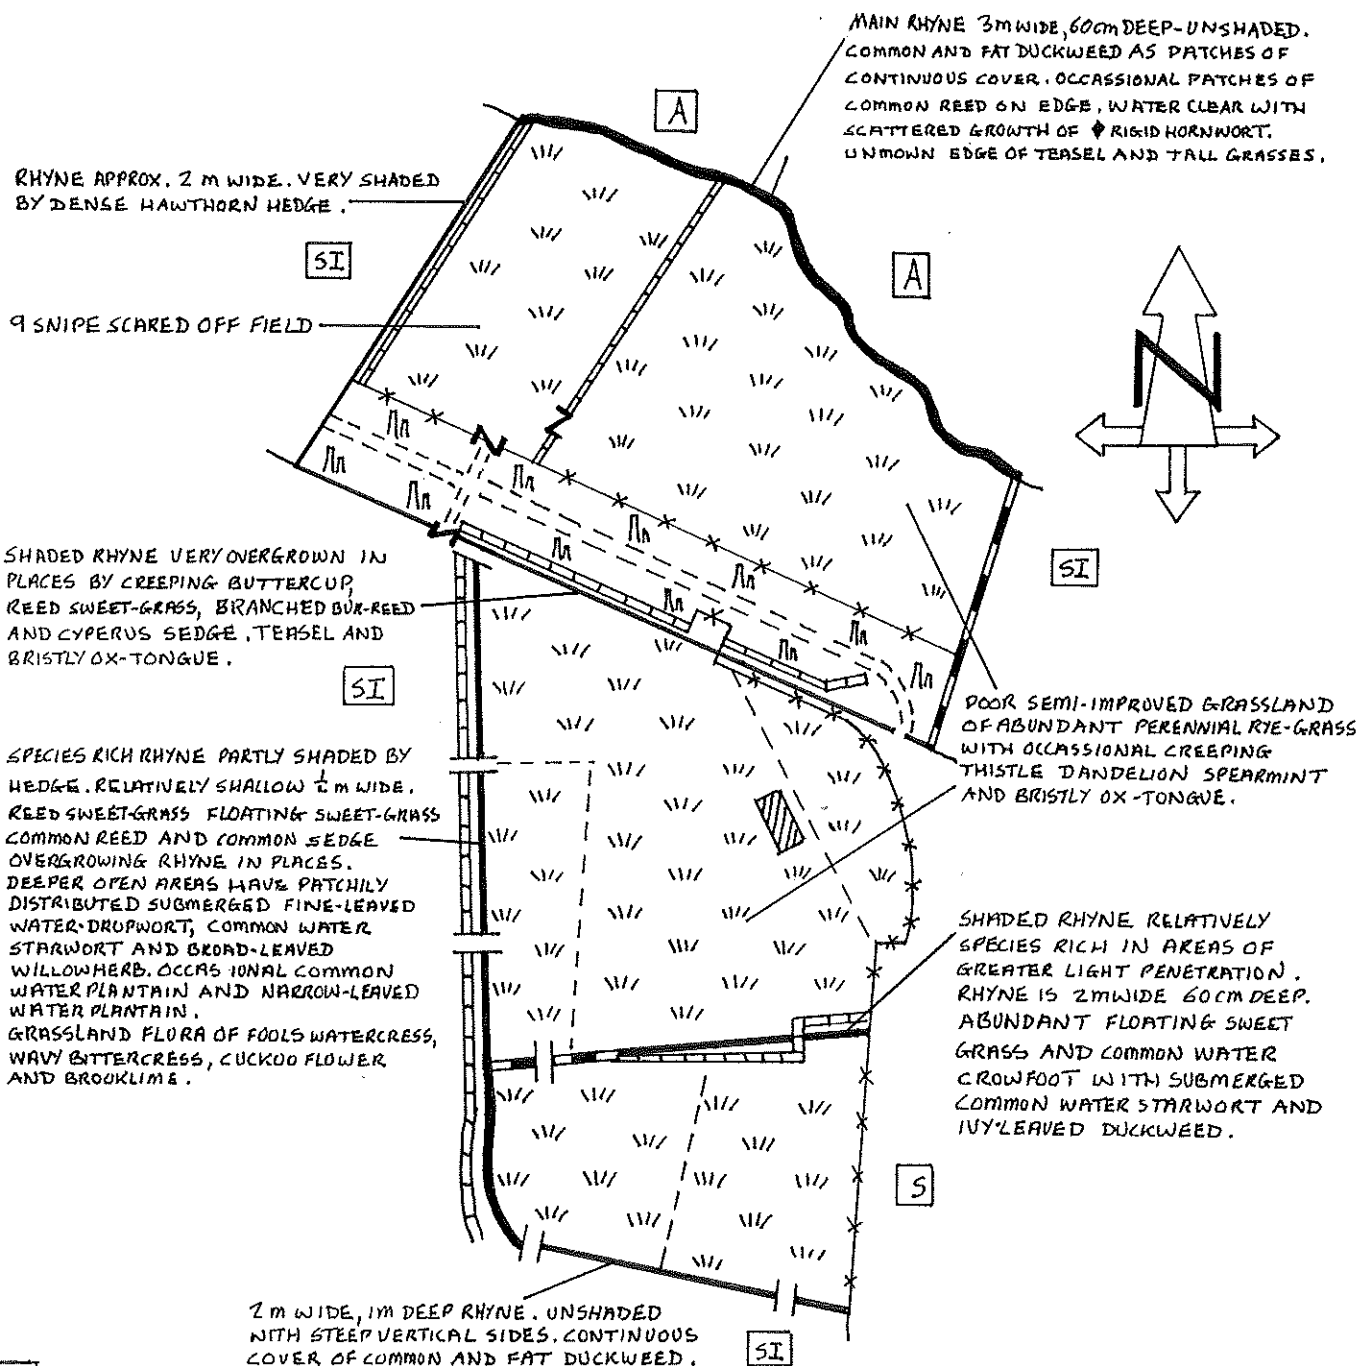 MAIN RHYNE 3m WIDE, 60cm DEEP-UNSHADED.
COMMON AND FAT DUCKWEED AS PATCHES OF
CONTINUOUS COVER. OCCASSIONAL PATCHES OF
COMMON REED ON EDGE. WATER CLEAR WITH
SCATTERED GROWTH OF RIGID HORNWORT.
UNMOWN EDGE OF TEASEL AND TALL GRASSES.
A
RHYNE APPROX. 2 m WIDE. VERY SHADED
BY DENSE HAWTHORN HEDGE.
SI
A
9 SNIPE SCARED OFF FIELD
N
SHADED RHYNE VERY OVERGROWN IN
PLACES BY CREEPING BUTTERCUP,
REED SWEET-GRASS, BRANCHED BUR-REED
AND CYPERUS SEDGE. TEASEL AND
BRISTLY OX-TONGUE.
SI
SI
POOR SEMI-IMPROVED GRASSLAND
OF ABUNDANT PERENNIAL RYE-GRASS
WITH OCCASSIONAL CREEPING
THISTLE DANDELION SPEARMINT
AND BRISTLY OX-TONGUE.
SPECIES RICH RHYNE PARTLY SHADED BY
HEDGE. RELATIVELY SHALLOW m WIDE.
REED SWEET-GRASS FLOATING SWEET-GRASS
COMMON REED AND COMMON SEDGE
OVERGROWING RHYNE IN PLACES.
DEEPER OPEN AREAS HAVE PATCHILY
DISTRIBUTED SUBMERGED FINE-LEAVED
WATER-DROPWORT, COMMON WATER
STARWORT AND BROAD-LEAVED
WILLOWHERB. OCCASIONAL COMMON
WATER PLANTAIN AND NARROW-LEAVED
WATER PLANTAIN.
GRASSLAND FLORA OF FOOLS WATERCRESS,
WAVY BITTERCRESS, CUCKOO FLOWER
AND BROOKLIME.
SHADED RHYNE RELATIVELY
SPECIES RICH IN AREAS OF
GREATER LIGHT PENETRATION.
RHYNE IS 2m WIDE 60cm DEEP.
ABUNDANT FLOATING SWEET
GRASS AND COMMON WATER
CROWFOOT WITH SUBMERGED
COMMON WATER STARWORT AND
IVY-LEAVED DUCKWEED.
S
2 m WIDE, 1m DEEP RHYNE. UNSHADED
WITH STEEP VERTICAL SIDES. CONTINUOUS
COVER OF COMMON AND FAT DUCKWEED.
SI